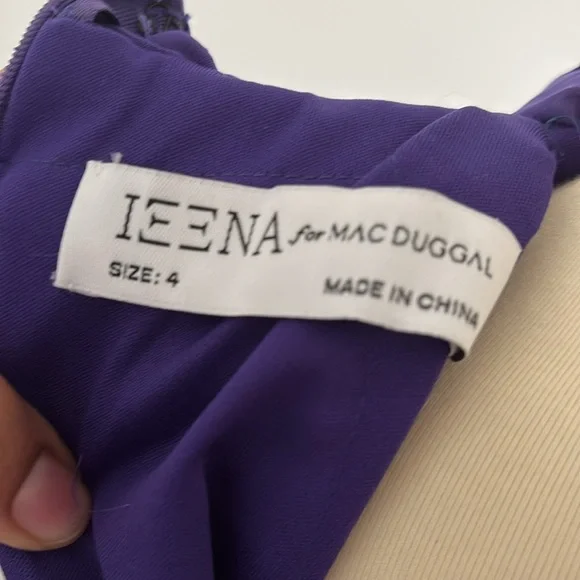 IEENA for MAC DUGGAL
SIZE: 4
MADE IN CHINA